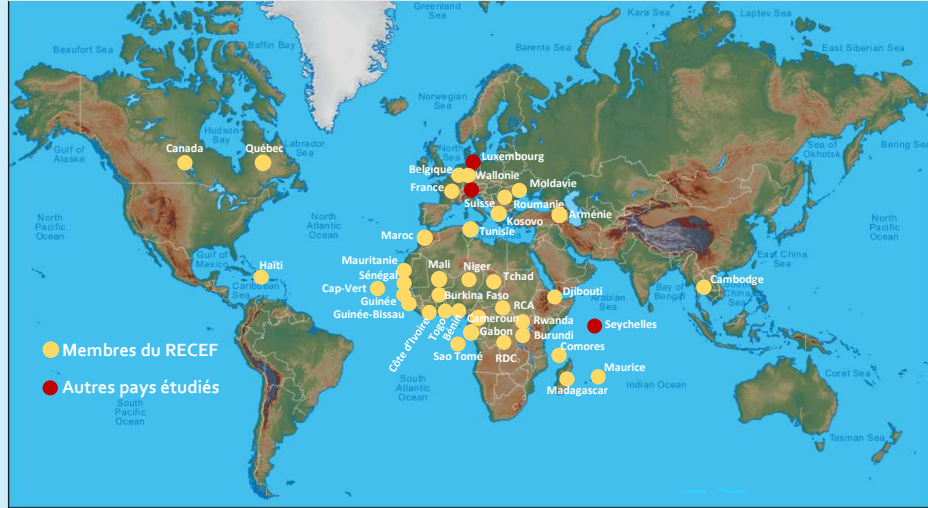 Greenland
Sea
Kara Sea
Laptev Sea
Beaufort Sea
Baffin Bay
Barents Sea
East Siberian Sea
Norwegian
Sea
Hudson
Bay
Labrador
Sea
Gulf of
Alaska
North
Sea
Sea of
Okhotsk
Bering Sea
Canada
Québec
Luxembourg
Belgique
Wallonie
France
Suisse
Moldavie
Roumanie
Kosovo
Arménie
North
Pacific
Ocean
North
Atlantic
Ocean
North
Pacific
Ocean
Maroc
Tunisie
Gulf of
Mexico
East China
Sea
Haïti
Caribbean
Sea
Mauritanie
Sénégal
Cap-Vert
Guinée
Guinée-Bissau
Mali
Niger
Tchad
Burkina Faso
Djibouti
Arabian
Sea
Bay of
Bengal
Cambodge
South
China
Sea
Côte d'Ivoire
Togo
Bénin
Cameroun
RCA
Gabon
Rwanda
Burundi
Sao Tomé
RDC
Seychelles
Comores
Maurice
Madagascar
Indian Ocean
Membres du RECEF
Autres pays étudiés
South
Pacific
Ocean
South
Atlantic
Ocean
Coral Sea
Tasman Sea